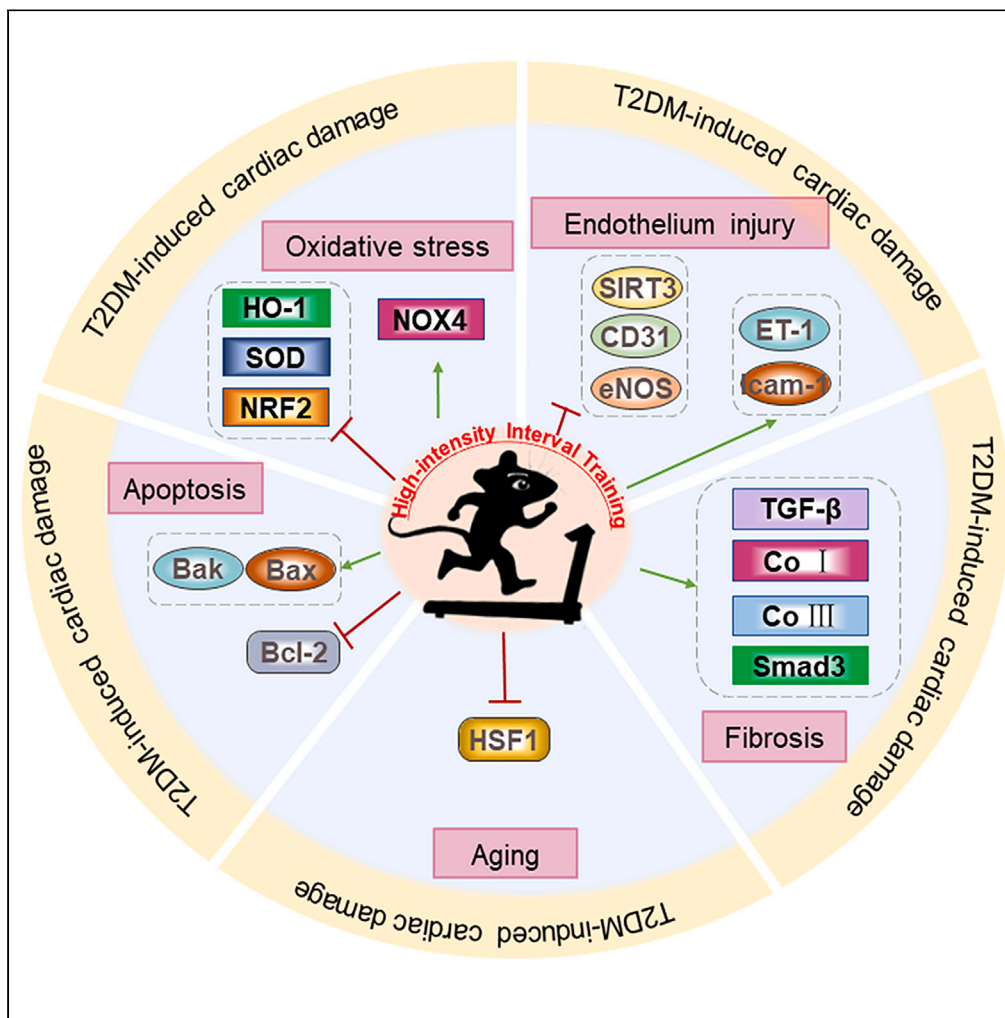 T2DM-induced cardiac damage
Oxidative stress
HO-1
SOD
NRF2
NOX4
T2DM-induced cardiac damage
Endothelium injury
SIRT3
CD31
eNOS
ET-1
Icam-1
High-intensity Interval Training
T2DM-induced cardiac damage
Apoptosis
Bak
Bax
Bcl-2
T2DM-induced cardiac damage
TGF-β
Co I
Co III
Smad3
Fibrosis
HSF1
Aging
T2DM-induced cardiac damage